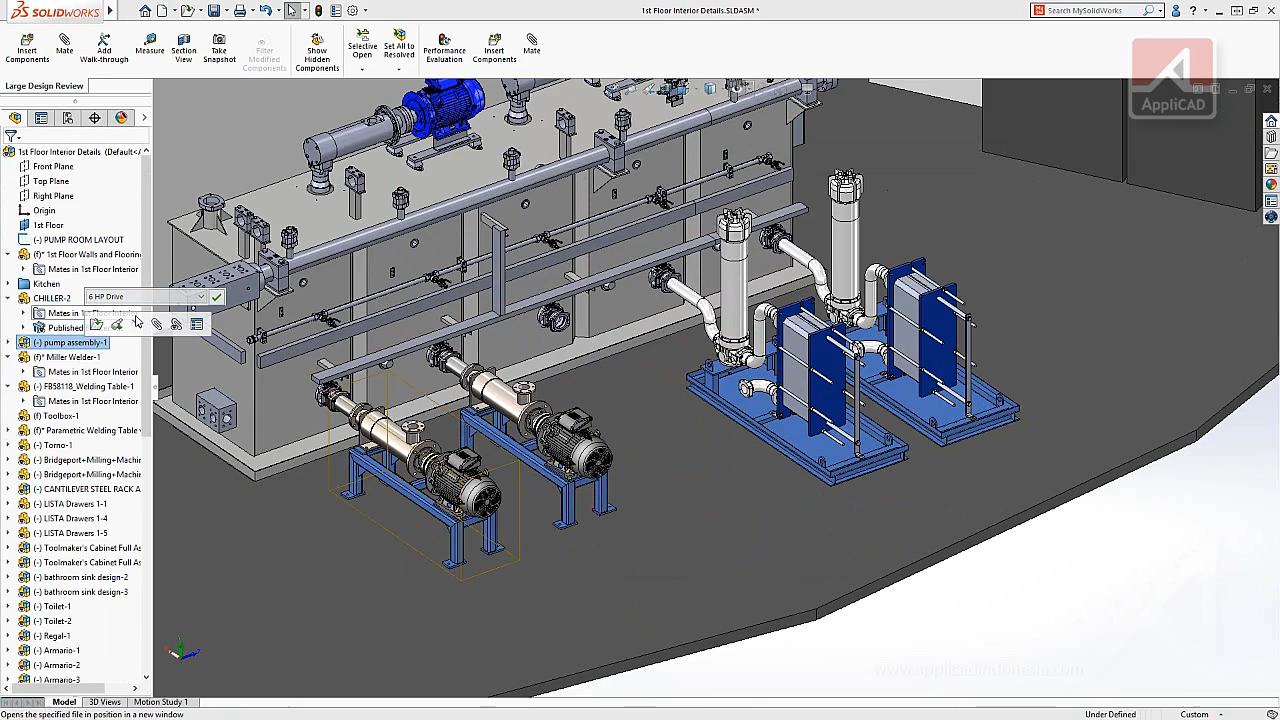 SOLIDWORKS
1st Floor Interior Details.SLDASM *
Search MySolidWorks
Insert Components
Mate
Add Walk-through
Measure
Section View
Take Snapshot
Filter Modified Components
Show Hidden Components
Selective Open
Set All to Resolved
Performance Evaluation
Insert Components
Mate
AppliCAD
Large Design Review
1st Floor Interior Details (Default</
Front Plane
Top Plane
Right Plane
Origin
1st Floor
(-) PUMP ROOM LAYOUT
(f)* 1st Floor Walls and Flooring
Mates in 1st Floor Interior
Kitchen
CHILLER-2
6 HP Drive
Mates in 1st Floor Interior
Published
(-) pump assembly-1
(f)* Miller Welder-1
Mates in 1st Floor Interior
(-) FB58118_Welding Table-1
Mates in 1st Floor Interior
(f) Toolbox-1
(f)* Parametric Welding Table
(-) Torno-1
(-) Bridgeport+Milling+Machin
(-) Bridgeport+Milling+Machin
(-) CANTILEVER STEEL RACK A
(-) LISTA Drawers 1-1
(-) LISTA Drawers 1-4
(-) LISTA Drawers 1-5
(-) Toolmaker's Cabinet Full As
(-) Toolmaker's Cabinet Full As
(-) bathroom sink design-2
(-) bathroom sink design-3
(-) Toilet-1
(-) Toilet-2
(-) Regal-1
(-) Armario-1
(-) Armario-2
(-) Armario-3
www.applicadindonesia.com
Model
3D Views
Motion Study 1
Opens the specified file in position in a new window
Under Defined
Custom